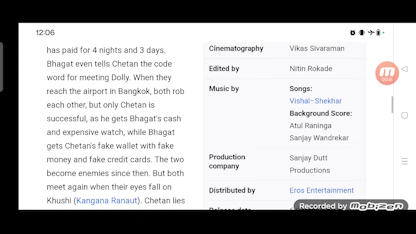 12:06
has paid for 4 nights and 3 days.
Bhagat even tells Chetan the code
word for meeting Dolly. When they
reach the airport in Bangkok, both rob
each other, but only Chetan is
successful, as he gets Bhagat's cash
and expensive watch, while Bhagat
gets Chetan's fake wallet with fake
money and fake credit cards. The two
become enemies since then. But both
meet again when their eyes fall on
Khushi (Kangana Ranaut). Chetan lies
Cinematography Vikas Sivaraman
Edited by Nitin Rokade
Music by Songs:
Vishal–Shekhar
Background Score:
Atul Raninga
Sanjay Wandrekar
Production Sanjay Dutt
company Productions
Distributed by Eros Entertainment
Recorded by Mobizen